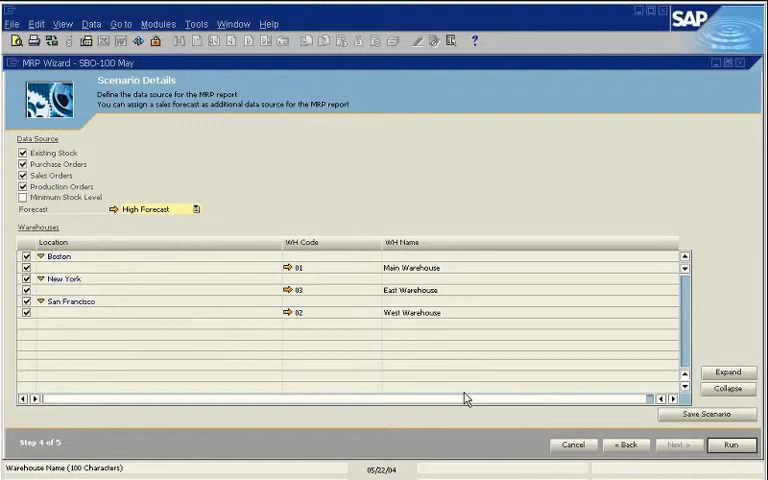 SAP
File Edit View Data Go to Modules Tools Window Help
MRP Wizard - SBO-100 May
Scenario Details
Define the data source for the MRP report
You can assign a sales forecast as additional data source for the MRP report
Data Source
Existing Stock
Purchase Orders
Sales Orders
Production Orders
Minimum Stock Level
Forecast High Forecast
Warehouses
Location WH Code WH Name
Boston
01 Main Warehouse
New York
03 East Warehouse
San Francisco
02 West Warehouse
Expand
Collapse
Save Scenario
Step 4 of 5 Cancel < Back Next > Run
Warehouse Name (100 Characters) 05/22/04